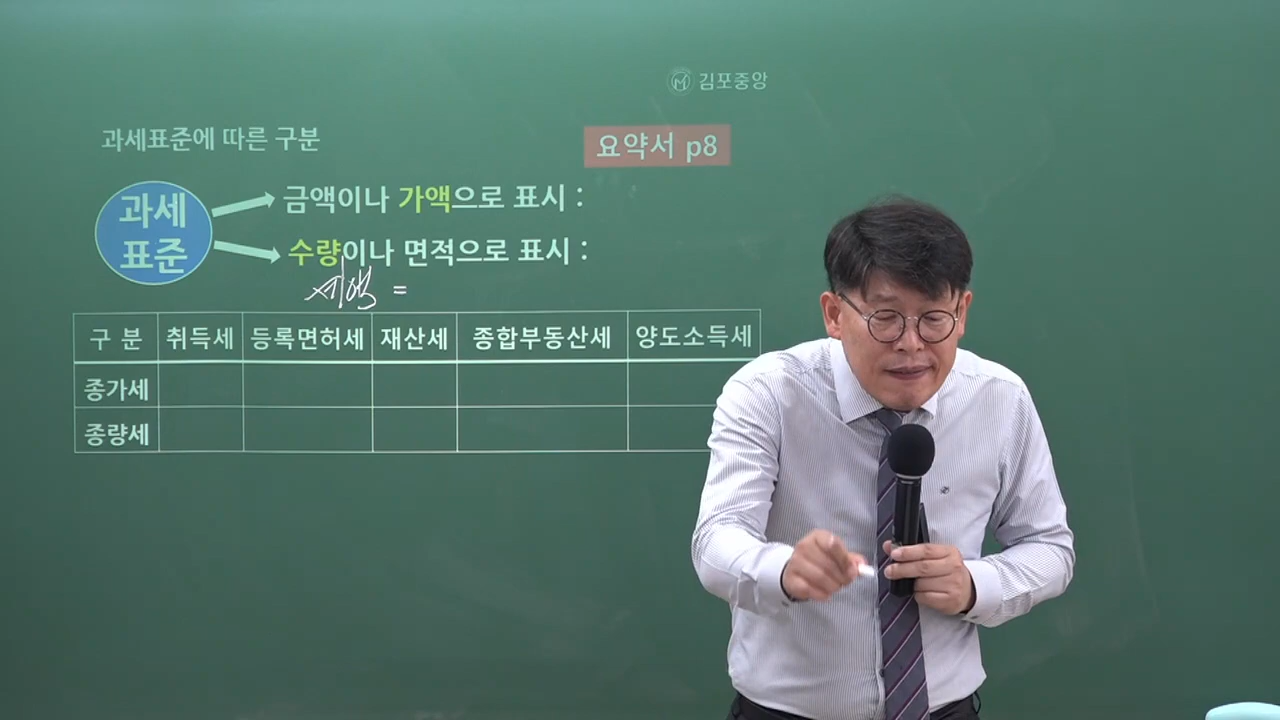 김포중앙
과세표준에 따른 구분
요약서 p8
과세
표준
금액이나 가액으로 표시 :
수량이나 면적으로 표시 :
세액 =
구 분 취득세 등록면허세 재산세 종합부동산세 양도소득세
종가세
종량세